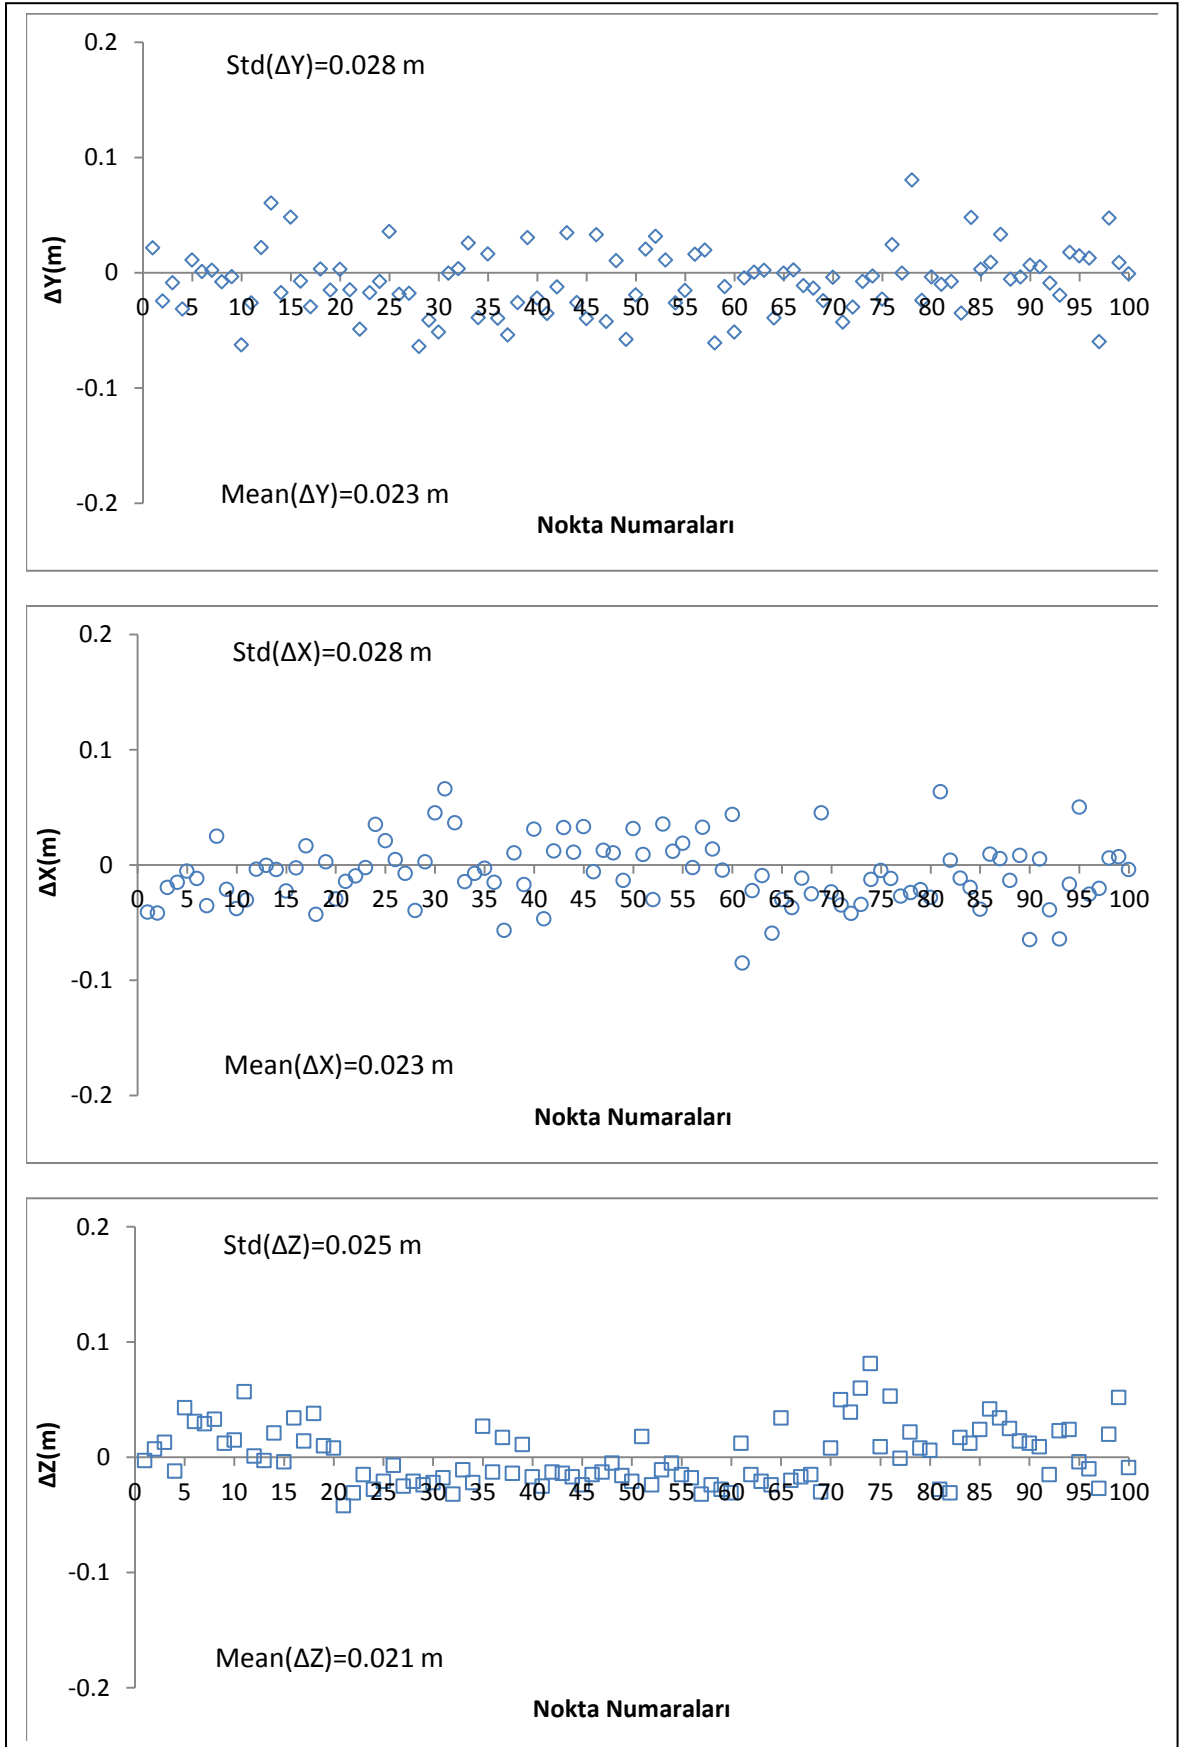 0.2
Std(ΔY)=0.028 m
0.1
ΔY(m)
0
0 5 10 15 20 25 30 35 40 45 50 55 60 65 70 75 80 85 90 95 100
-0.1
Mean(ΔY)=0.023 m
-0.2
Nokta Numaraları
0.2
Std(ΔX)=0.028 m
0.1
ΔX(m)
0
0 5 10 15 20 25 30 35 40 45 50 55 60 65 70 75 80 85 90 95 100
-0.1
Mean(ΔX)=0.023 m
-0.2
Nokta Numaraları
0.2
Std(ΔZ)=0.025 m
0.1
ΔZ(m)
0
0 5 10 15 20 25 30 35 40 45 50 55 60 65 70 75 80 85 90 95 100
-0.1
Mean(ΔZ)=0.021 m
-0.2
Nokta Numaraları